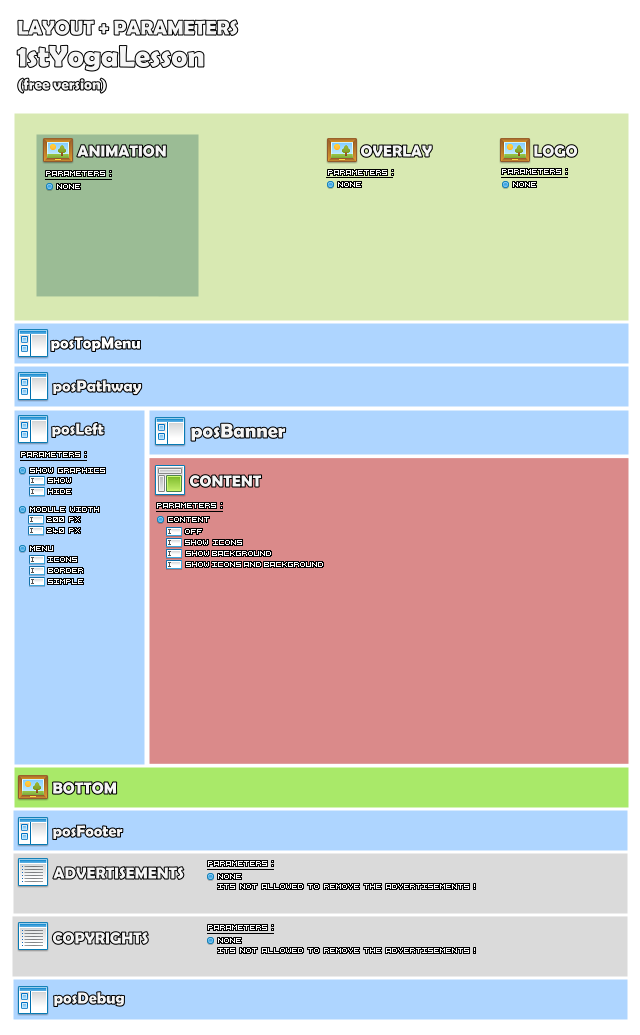 LAYOUT + PARAMETERS
1stYogaLesson
(free version)
ANIMATION
PARAMETERS :
NONE
OVERLAY
PARAMETERS :
NONE
LOGO
PARAMETERS :
NONE
posTopMenu
posPathway
posLeft
PARAMETERS :
SHOW GRAPHICS
SHOW
HIDE
MODULE WIDTH
200 PX
240 PX
MENU
ICONS
BORDER
SIMPLE
posBanner
CONTENT
PARAMETERS :
CONTENT
OFF
SHOW ICONS
SHOW BACKGROUND
SHOW ICONS AND BACKGROUND
BOTTOM
posFooter
ADVERTISEMENTS
PARAMETERS :
NONE
ITS NOT ALLOWED TO REMOVE THE ADVERTISEMENTS !
COPYRIGHTS
PARAMETERS :
NONE
ITS NOT ALLOWED TO REMOVE THE ADVERTISEMENTS !
posDebug